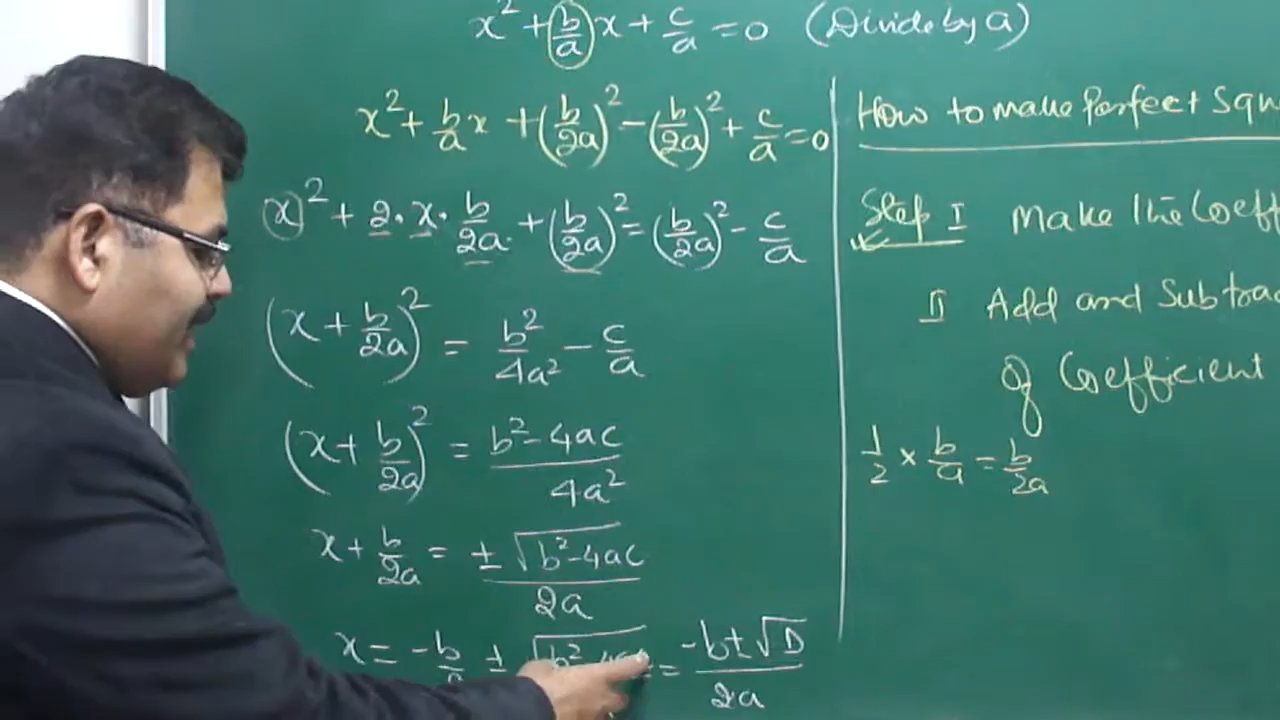 x² + b/a x + c/a = 0 (Divide by a)
x² + b/a x + (b/2a)² - (b/2a)² + c/a = 0
(x)² + 2 · x · b/2a + (b/2a)² = (b/2a)² - c/a
(x + b/2a)² = b²/4a² - c/a
(x + b/2a)² = b² - 4ac / 4a²
x + b/2a = ± √b² - 4ac / 2a
x = -b/ ± √b² = -b ± √D / 2a
How to make Perfect Squ
Step I Make the Coeff
II Add and Subtrac
Of Coefficient
1/2 × b/a = b/2a